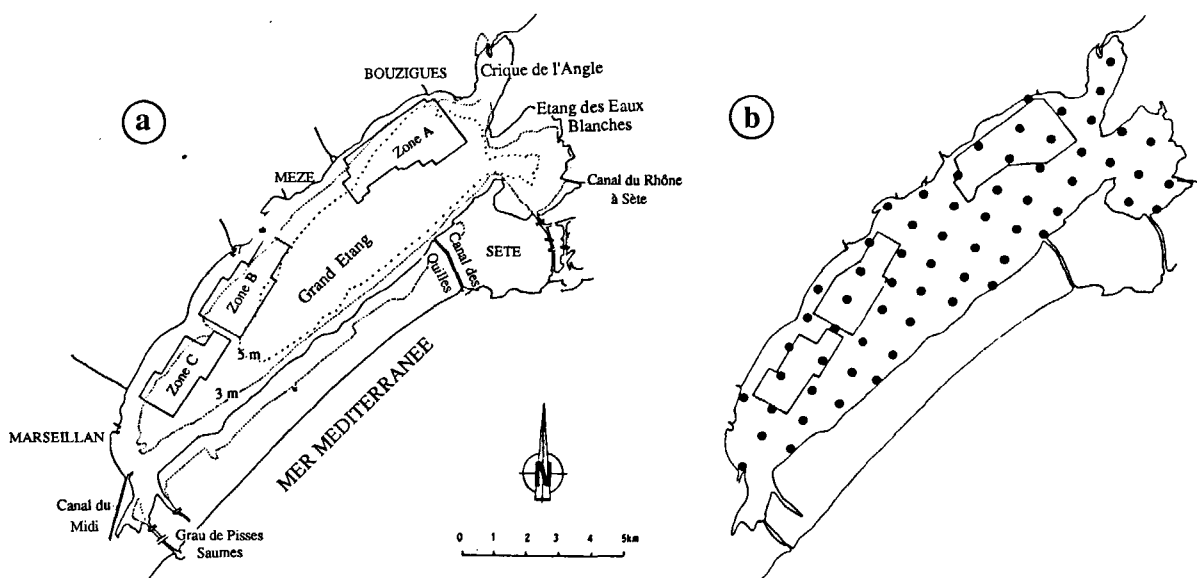 a
BOUZIGUES
Crique de l'Angle
Etang des Eaux
Blanches
Zone A
MEZE
Canal du Rhône
à Sète
SETE
Canal des
Quilles
Grand Etang
Zone B
5 m
Zone C
3 m
MARSEILLAN
MER MEDITERRANEE
N
Canal du
Midi
Grau de Pisses
Saumes
0 1 2 3 4 5km
b